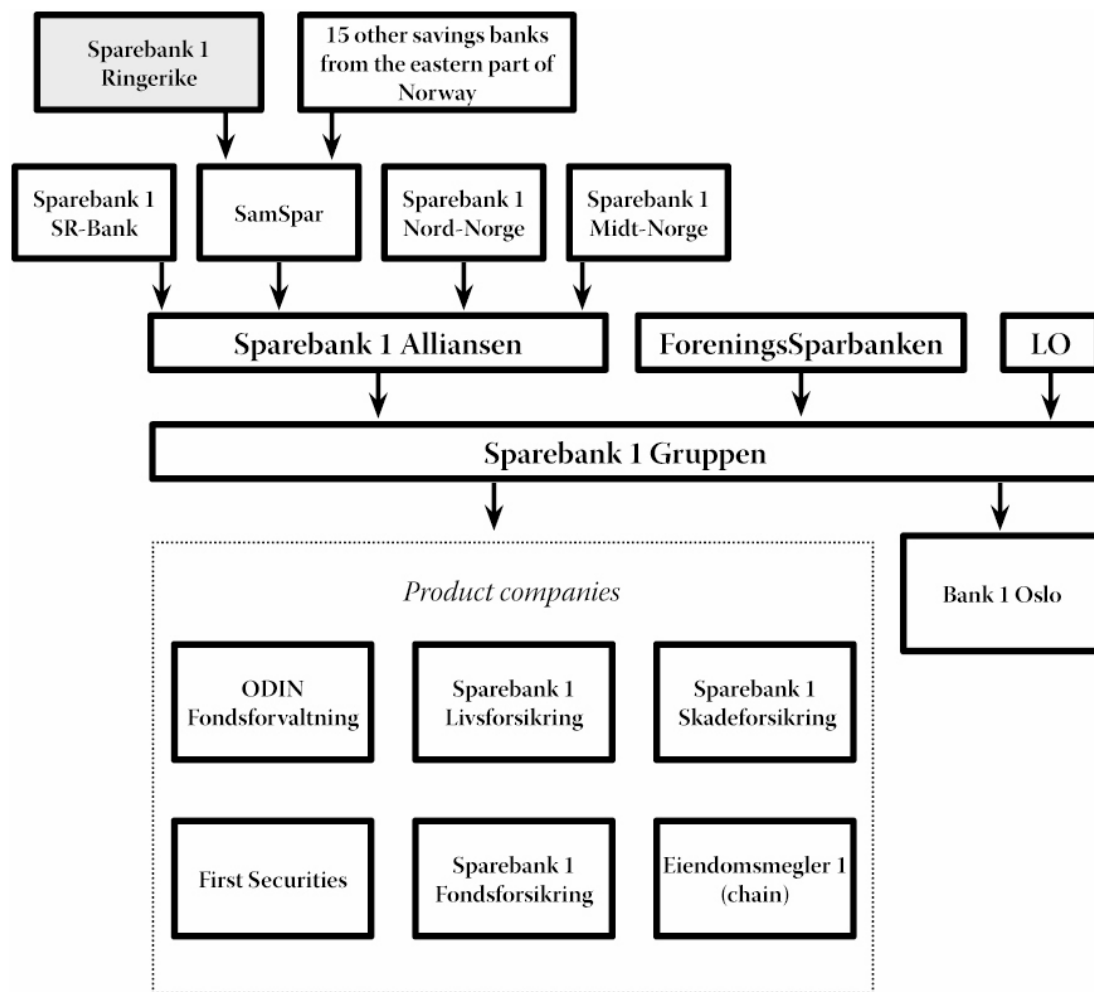 Sparebank 1
Ringerike
15 other savings banks
from the eastern part of
Norway
Sparebank 1
SR-Bank
SamSpar
Sparebank 1
Nord-Norge
Sparebank 1
Midt-Norge
Sparebank 1 Alliansen
ForeningsSparbanken
LO
Sparebank 1 Gruppen
Product companies
Bank 1 Oslo
ODIN
Fondsforvaltning
Sparebank 1
Livsforsikring
Sparebank 1
Skadeforsikring
First Securities
Sparebank 1
Fondsforsikring
Eiendomsmegler 1
(chain)